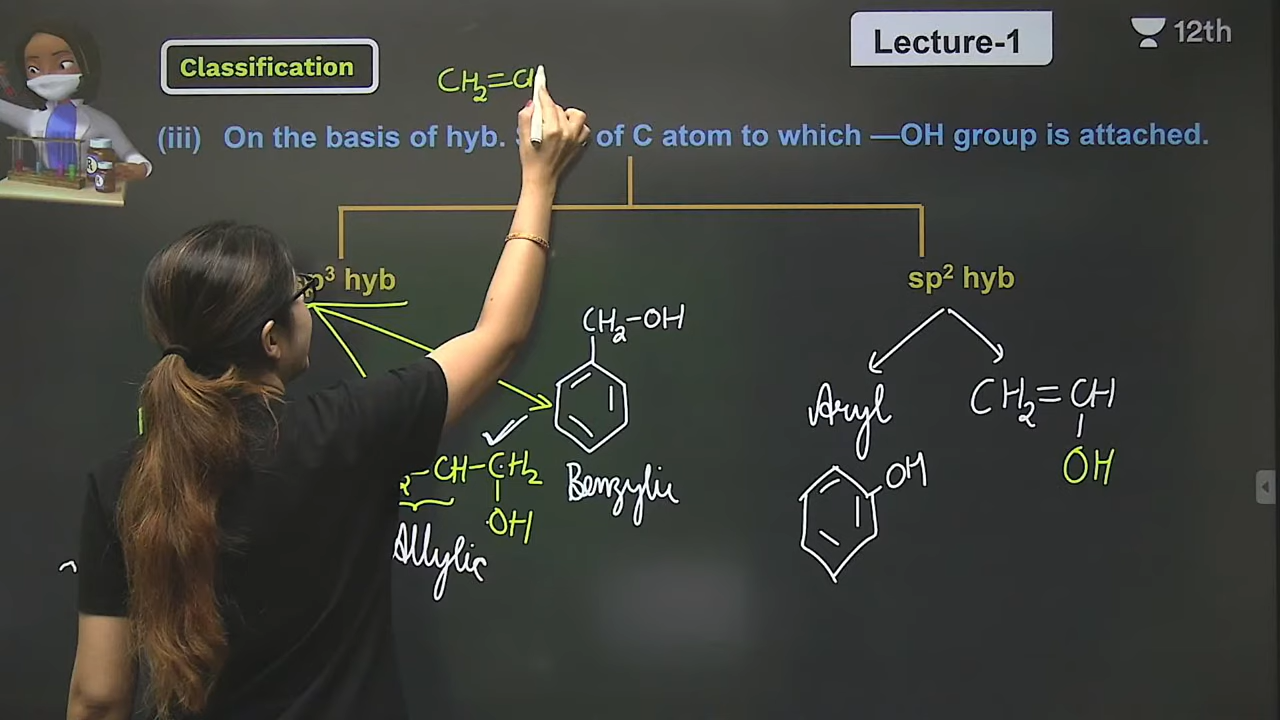 Lecture-1
12th
Classification
CH₂=CH
(iii) On the basis of hyb. of C atom to which —OH group is attached.
sp³ hyb
sp² hyb
CH₂-OH
Aryl
CH₂=CH
OH
OH
-CH-CH₂
OH
Benzylic
Allylic